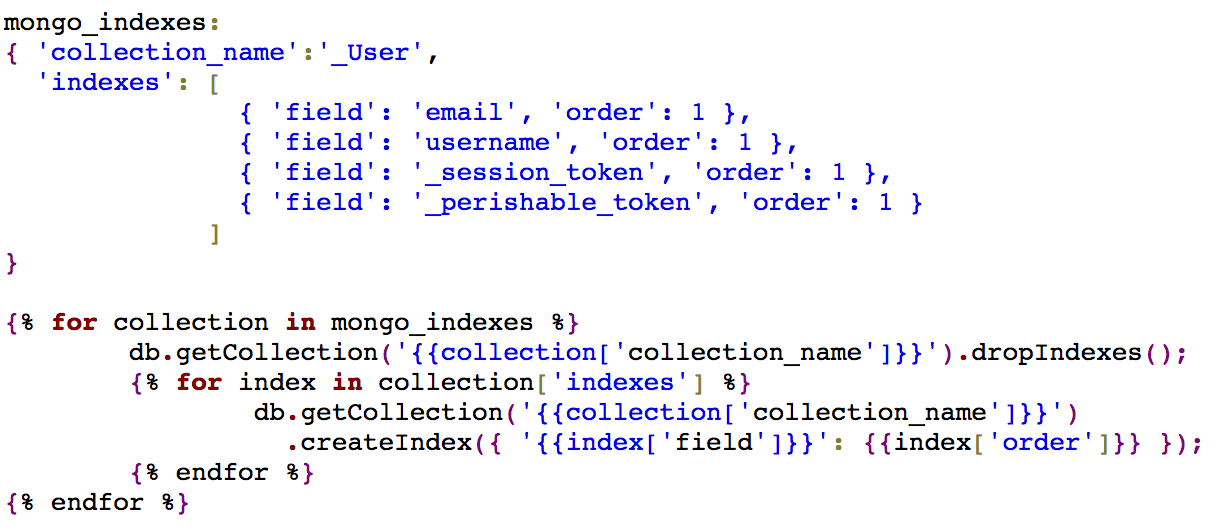 mongo_indexes:
{ 'collection_name':'_User',
  'indexes': [
               { 'field': 'email', 'order': 1 },
               { 'field': 'username', 'order': 1 },
               { 'field': '_session_token', 'order': 1 },
               { 'field': '_perishable_token', 'order': 1 }
             ]
}
{% for collection in mongo_indexes %}
        db.getCollection('{{collection['collection_name']}}').dropIndexes();
        {% for index in collection['indexes'] %}
                db.getCollection('{{collection['collection_name']}}')
                  .createIndex({ '{{index['field']}}': {{index['order']}} });
        {% endfor %}
{% endfor %}